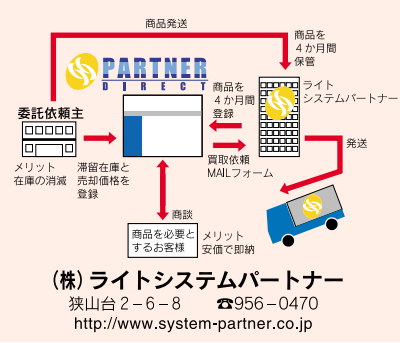 商品発送
商品を
４か月間
保管
PARTNER
DIRECT
商品を
４か月間
登録
ライト
システムパートナー
委託依頼主
メリット
在庫の消滅
滞留在庫と
売却価格を
登録
買取依頼
MAILフォーム
発送
商談
商品を必要と
するお客様
メリット
安価で即納
（株）ライトシステムパートナー
狭山台２−６−８　☎956−0470
http://www.system-partner.co.jp